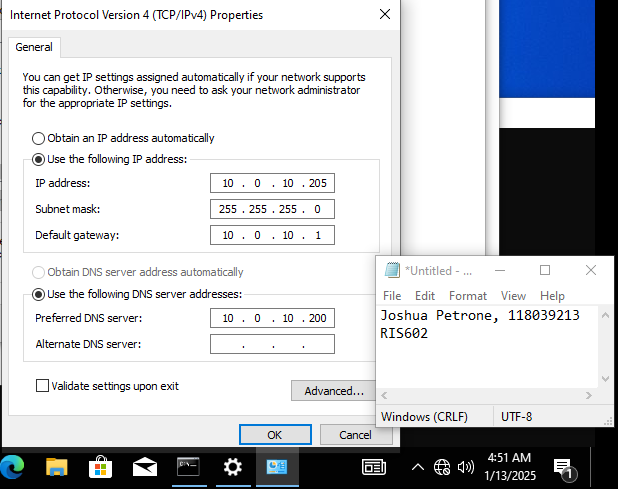 Internet Protocol Version 4 (TCP/IPv4) Properties
General
You can get IP settings assigned automatically if your network supports
this capability. Otherwise, you need to ask your network administrator
for the appropriate IP settings.
Obtain an IP address automatically
Use the following IP address:
IP address: 10 . 0 . 10 . 205
Subnet mask: 255 . 255 . 255 . 0
Default gateway: 10 . 0 . 10 . 1
Obtain DNS server address automatically
Use the following DNS server addresses:
Preferred DNS server: 10 . 0 . 10 . 200
Alternate DNS server: . . .
Validate settings upon exit
Advanced...
OK Cancel
*Untitled - ...
File Edit Format View Help
Joshua Petrone, 118039213
RIS602
Windows (CRLF) UTF-8
4:51 AM
1/13/2025
1